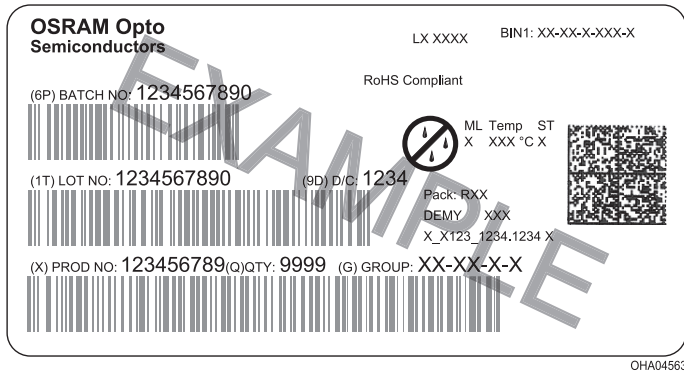 OSRAM Opto
Semiconductors
LX XXXX
BIN1: XX-XX-X-XXX-X
RoHS Compliant
(6P) BATCH NO: 1234567890
ML Temp ST
X XXX °C X
(1T) LOT NO: 1234567890 (9D) D/C: 1234
Pack: RXX
DEMY XXX
X_X123_1234.1234 X
(X) PROD NO: 123456789(Q)QTY: 9999 (G) GROUP: XX-XX-X-X
EXAMPLE
OHA04563